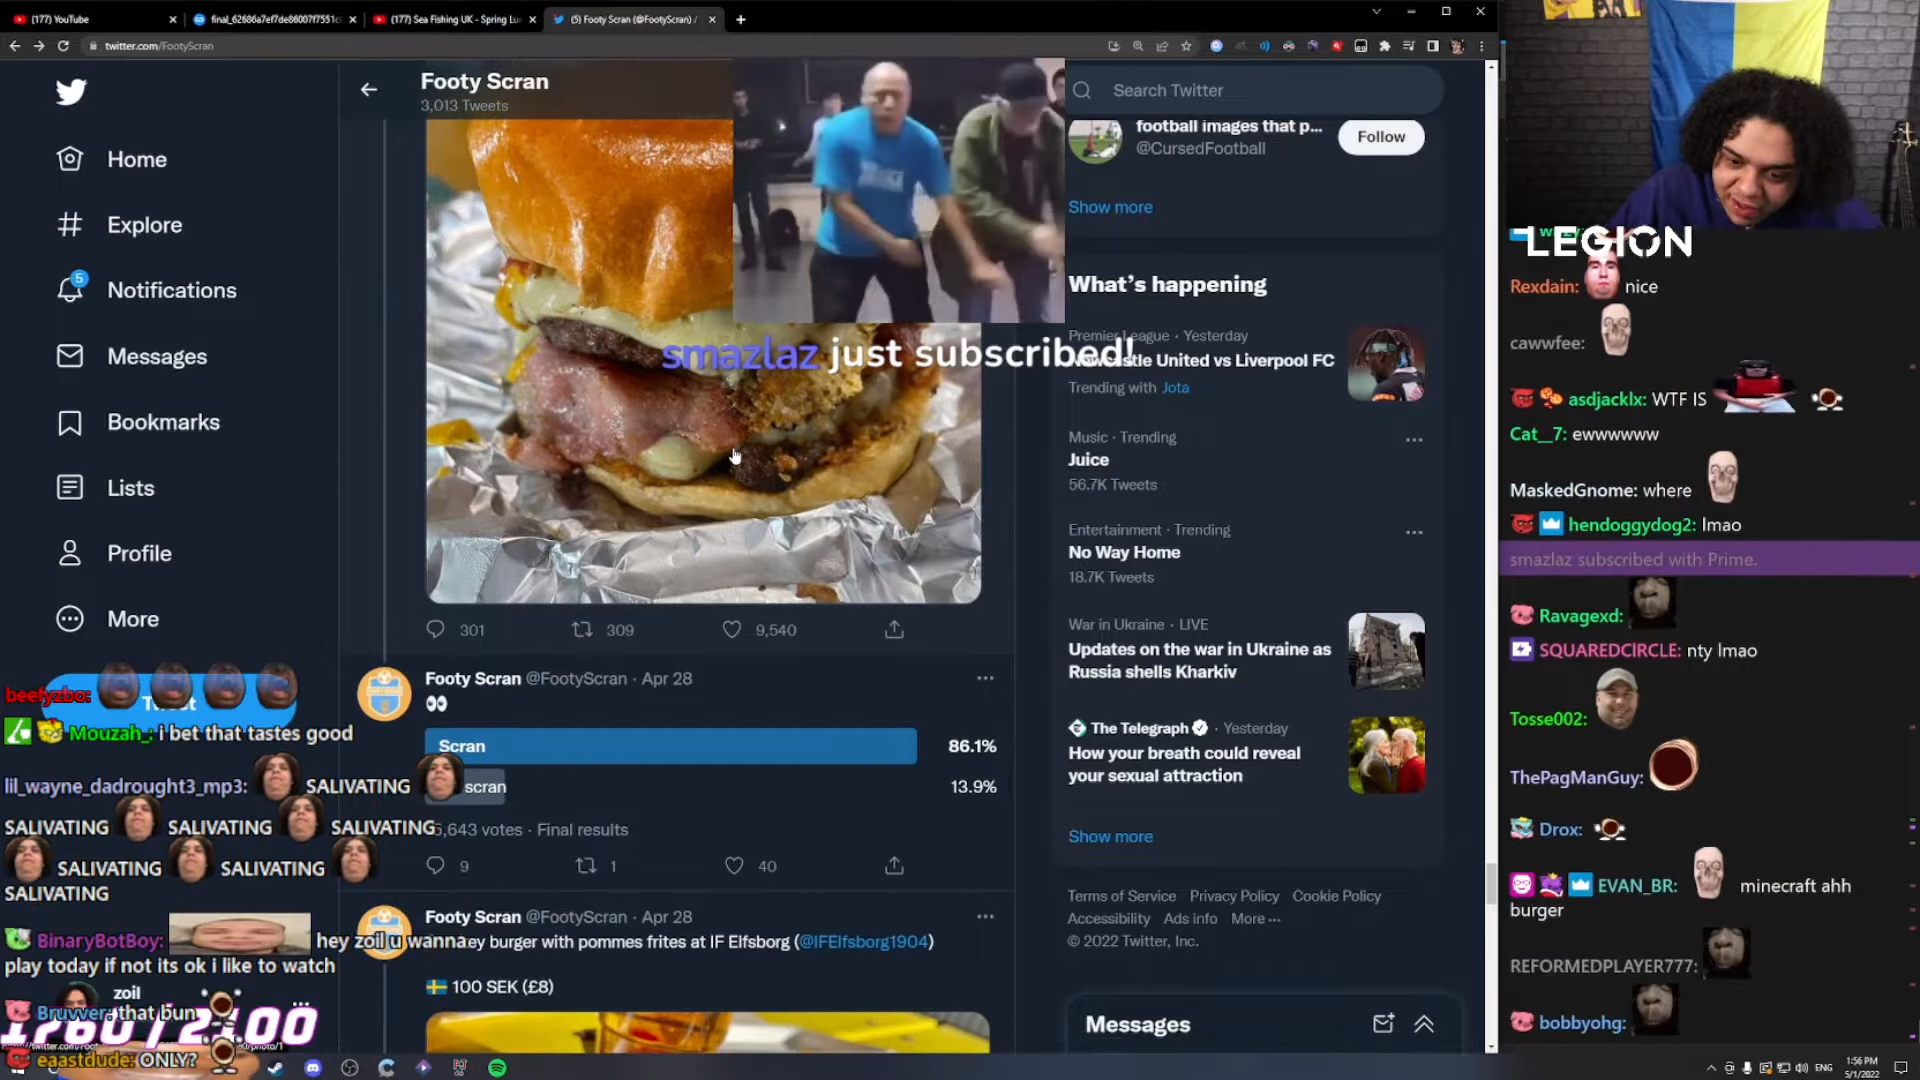 (177) YouTube
final_62686a7ef7de86007f7551c
(177) Sea Fishing UK - Spring Lu
(5) Footy Scran (@FootyScran) /
twitter.com/FootyScran
Home
Explore
5
Notifications
Messages
Bookmarks
Lists
Profile
More
Footy Scran
3,013 Tweets
smazlaz just subscribed!
301
309
9,540
Footy Scran @FootyScran · Apr 28
Scran
86.1%
scran
13.9%
5,643 votes · Final results
9
1
40
Footy Scran @FootyScran · Apr 28
ey burger with pommes frites at IF Elfsborg (@IFElfsborg1904)
100 SEK (£8)
Search Twitter
football images that p...
@CursedFootball
Follow
Show more
What's happening
Premier League · Yesterday
Newcastle United vs Liverpool FC
Trending with Jota
Music · Trending
Juice
56.7K Tweets
Entertainment · Trending
No Way Home
18.7K Tweets
War in Ukraine · LIVE
Updates on the war in Ukraine as
Russia shells Kharkiv
The Telegraph · Yesterday
How your breath could reveal
your sexual attraction
Show more
Terms of Service Privacy Policy Cookie Policy
Accessibility Ads info More ···
© 2022 Twitter, Inc.
Messages
beefyzbo:
Mouzah_: i bet that tastes good
lil_wayne_dadrought3_mp3: SALIVATING
SALIVATING SALIVATING SALIVATING
SALIVATING SALIVATING
SALIVATING
BinaryBotBoy: hey zoil u wanna
play today if not its ok i like to watch
zoil
Bruvver: that bun
1260/2100
eaastdude: ONLY?
LEGION
Rexdain: nice
cawwfee:
asdjacklx: WTF IS
Cat__7: ewwwwww
MaskedGnome: where
hendoggydog2: lmao
smazlaz subscribed with Prime.
Ravagexd:
SQUAREDCIRCLE: nty lmao
Tosse002:
ThePagManGuy:
Drox:
EVAN_BR: minecraft ahh
burger
REFORMEDPLAYER777:
bobbyohg:
ENG
1:56 PM
5/1/2022